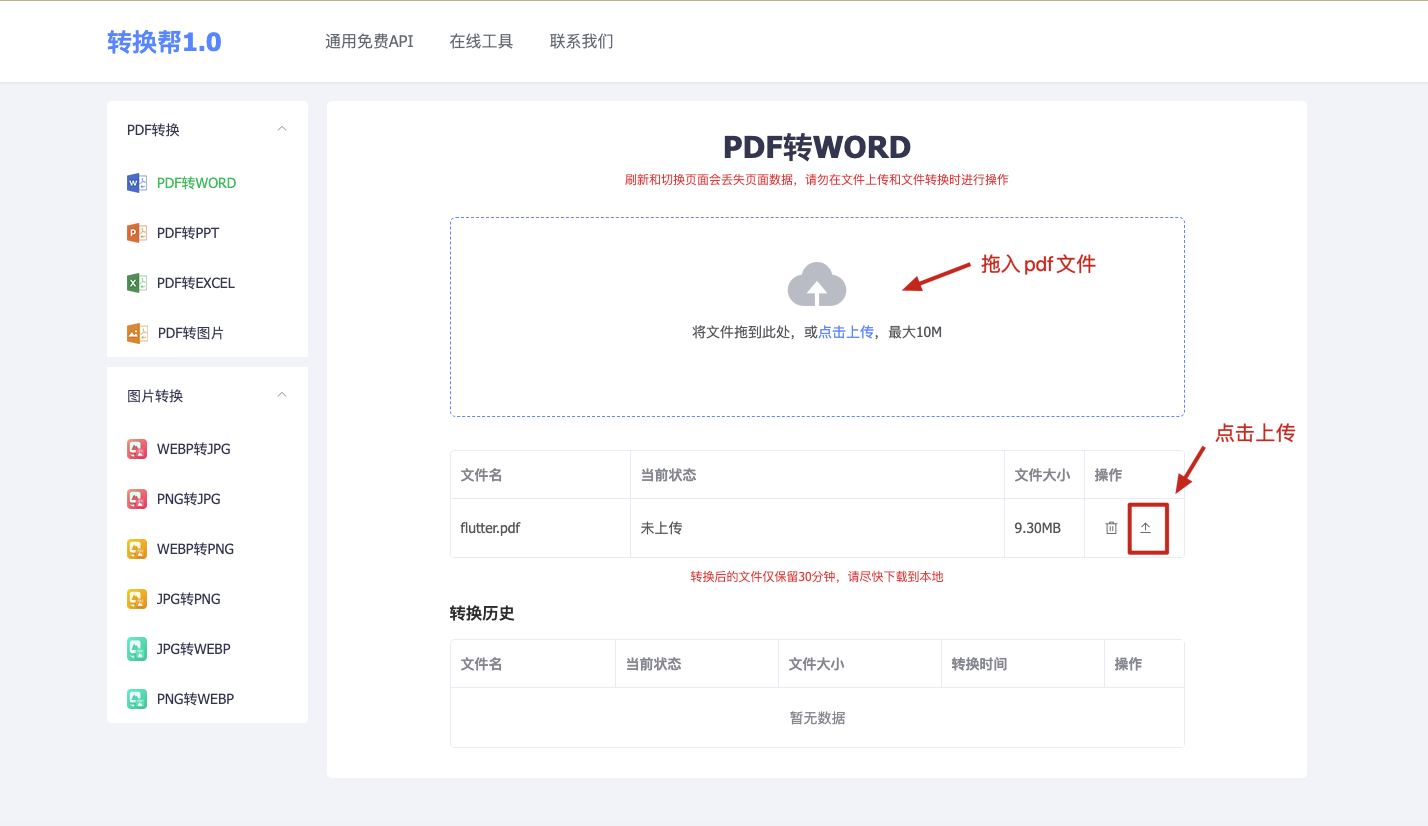 转换帮1.0
通用免费API 在线工具 联系我们
PDF转换
PDF转WORD
PDF转PPT
PDF转EXCEL
PDF转图片
图片转换
WEBP转JPG
PNG转JPG
WEBP转PNG
JPG转PNG
JPG转WEBP
PNG转WEBP
PDF转WORD
刷新和切换页面会丢失页面数据，请勿在文件上传和文件转换时进行操作
拖入pdf文件
将文件拖到此处，或点击上传，最大10M
点击上传
文件名 当前状态 文件大小 操作
flutter.pdf 未上传 9.30MB
转换后的文件仅保留30分钟，请尽快下载到本地
转换历史
文件名 当前状态 文件大小 转换时间 操作
暂无数据